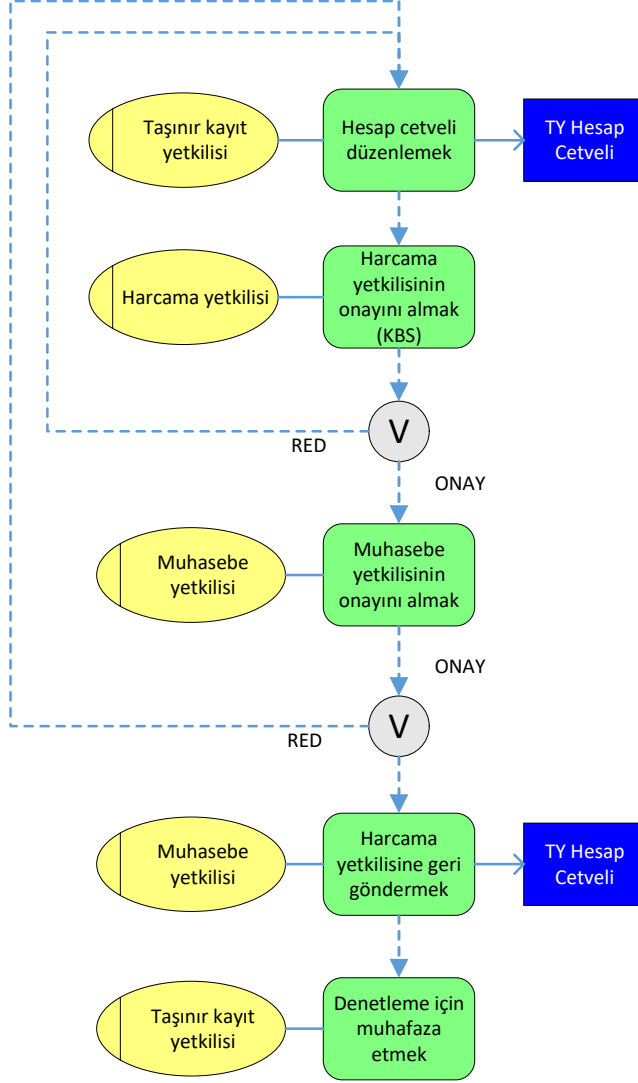 Taşınır kayıt
yetkilisi
Hesap cetveli
düzenlemek
TY Hesap
Cetveli
Harcama yetkilisi
Harcama
yetkilisinin
onayını almak
(KBS)
V
RED
ONAY
Muhasebe
yetkilisi
Muhasebe
yetkilisinin
onayını almak
ONAY
V
RED
Muhasebe
yetkilisi
Harcama
yetkilisine geri
göndermek
TY Hesap
Cetveli
Taşınır kayıt
yetkilisi
Denetleme için
muhafaza
etmek